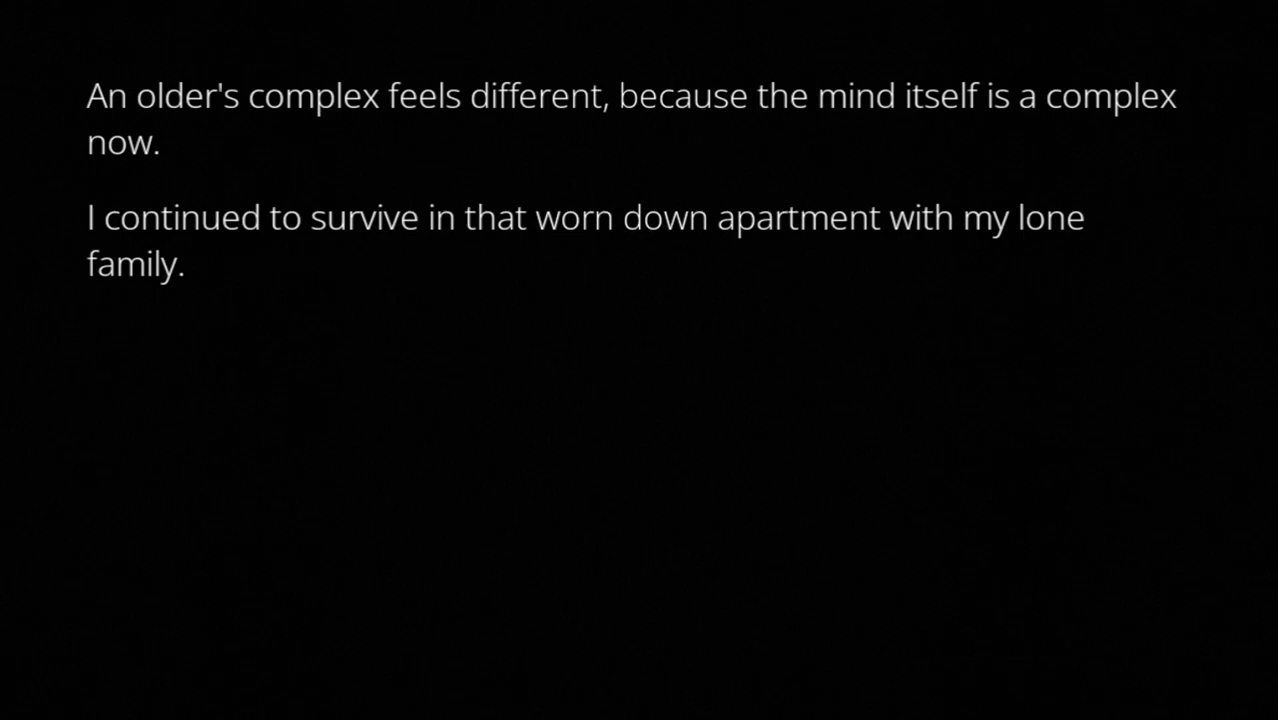 An older's complex feels different, because the mind itself is a complex
now.
I continued to survive in that worn down apartment with my lone
family.